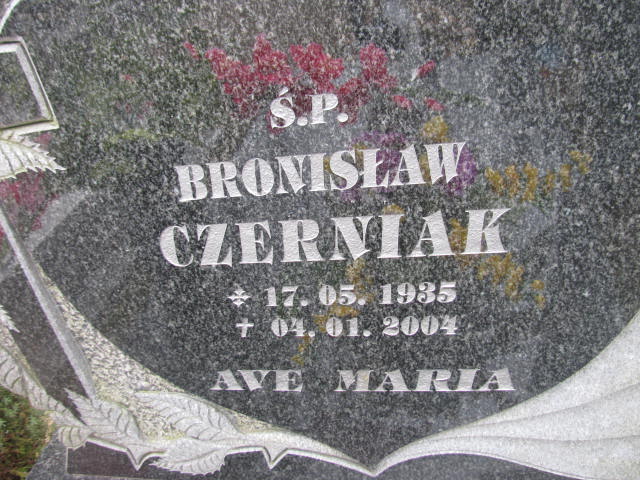 Ś.P.
BRONISŁAW
CZERNIAK
* 17. 05. 1935
✝ 04. 01. 2004
AVE MARIA